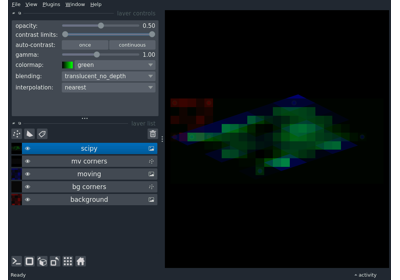 File View Plugins Window Help
layer controls
opacity: 0.50
contrast limits:
auto-contrast: once continuous
gamma: 1.00
colormap: green
blending: translucent_no_depth
interpolation: nearest
layer list
scipy
mv corners
moving
bg corners
background
Ready
activity